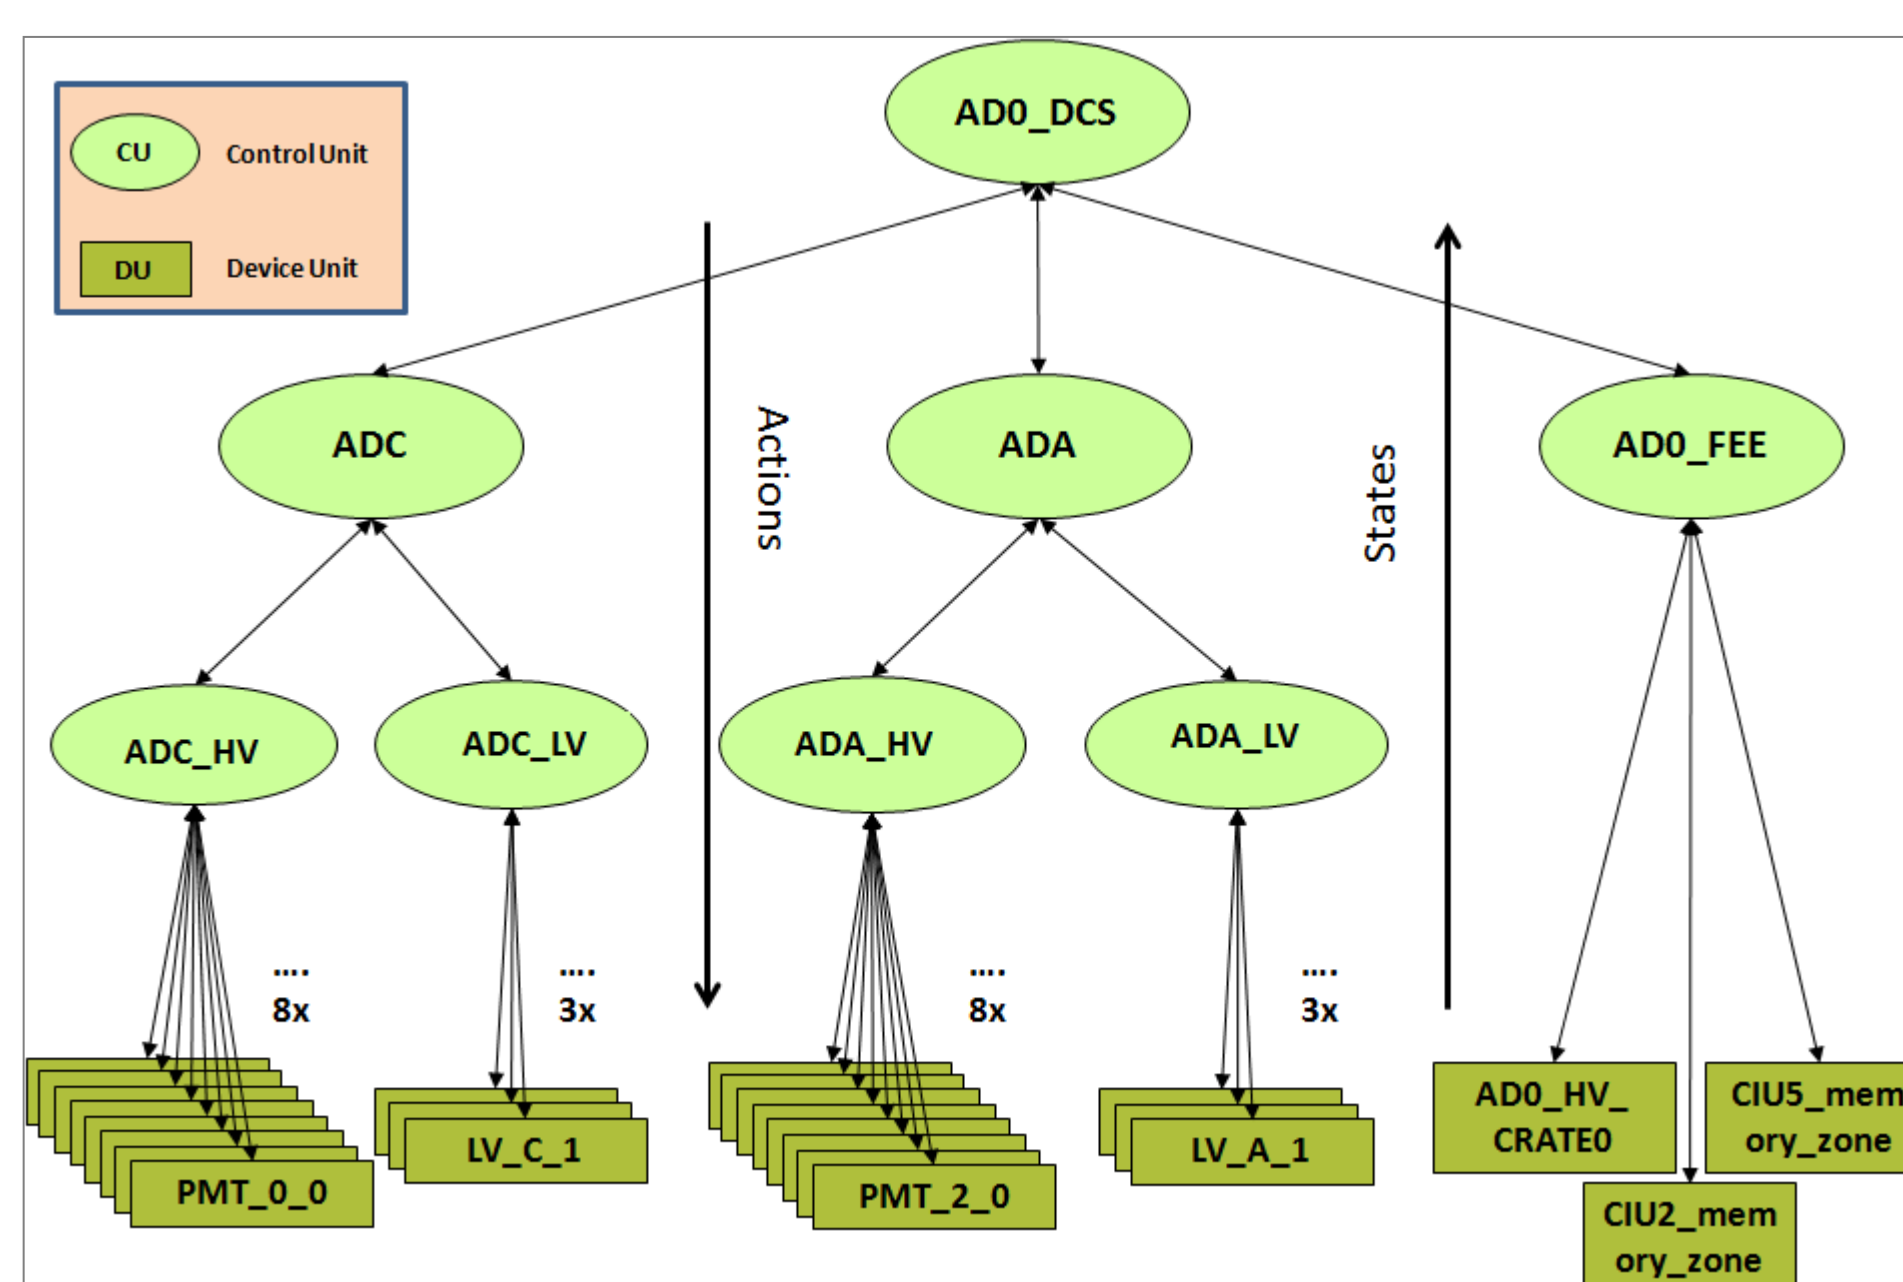 AD0_DCS
CU
Control Unit
DU
Device Unit
Actions
States
ADC
ADA
AD0_FEE
ADC_HV
ADC_LV
ADA_HV
ADA_LV
....
8x
....
3x
....
8x
....
3x
PMT_0_0
LV_C_1
PMT_2_0
LV_A_1
AD0_HV_
CRATE0
CIU5_mem
ory_zone
CIU2_mem
ory_zone